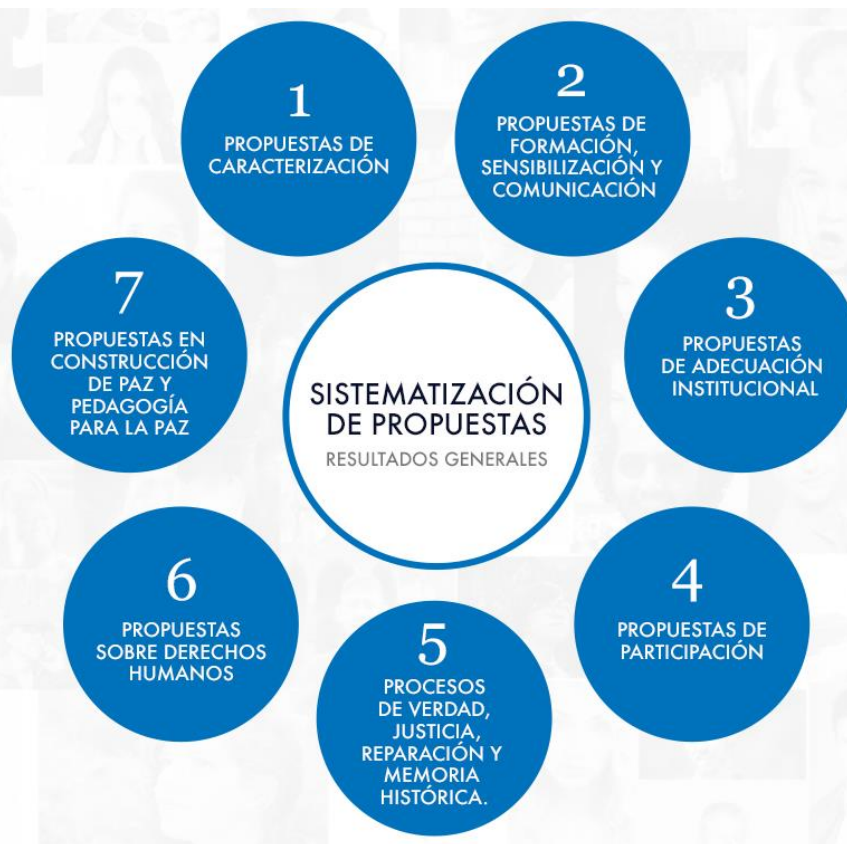 1
PROPUESTAS DE
CARACTERIZACIÓN
2
PROPUESTAS DE
FORMACIÓN,
SENSIBILIZACIÓN Y
COMUNICACIÓN
3
PROPUESTAS
DE ADECUACIÓN
INSTITUCIONAL
4
PROPUESTAS DE
PARTICIPACIÓN
5
PROCESOS
DE VERDAD,
JUSTICIA,
REPARACIÓN Y
MEMORIA
HISTÓRICA.
6
PROPUESTAS
SOBRE DERECHOS
HUMANOS
7
PROPUESTAS EN
CONSTRUCCIÓN
DE PAZ Y
PEDAGOGÍA
PARA LA PAZ
SISTEMATIZACIÓN
DE PROPUESTAS
RESULTADOS GENERALES